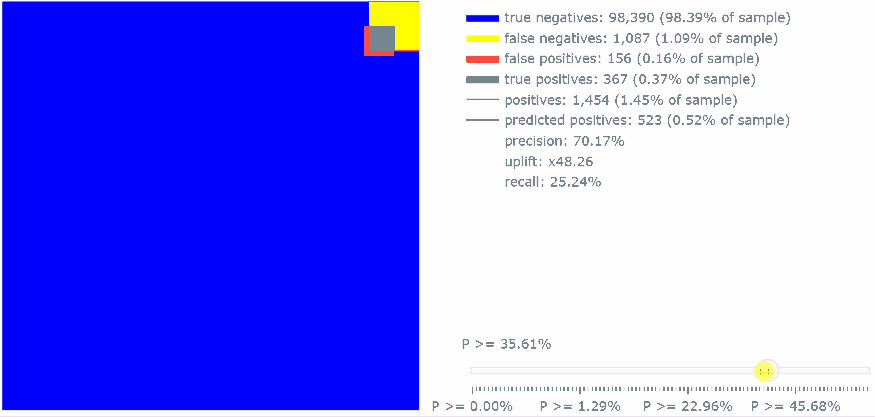 true negatives: 98,390 (98.39% of sample)
false negatives: 1,087 (1.09% of sample)
false positives: 156 (0.16% of sample)
true positives: 367 (0.37% of sample)
positives: 1,454 (1.45% of sample)
predicted positives: 523 (0.52% of sample)
precision: 70.17%
uplift: x48.26
recall: 25.24%
P >= 35.61%
P >= 0.00% P >= 1.29% P >= 22.96% P >= 45.68%